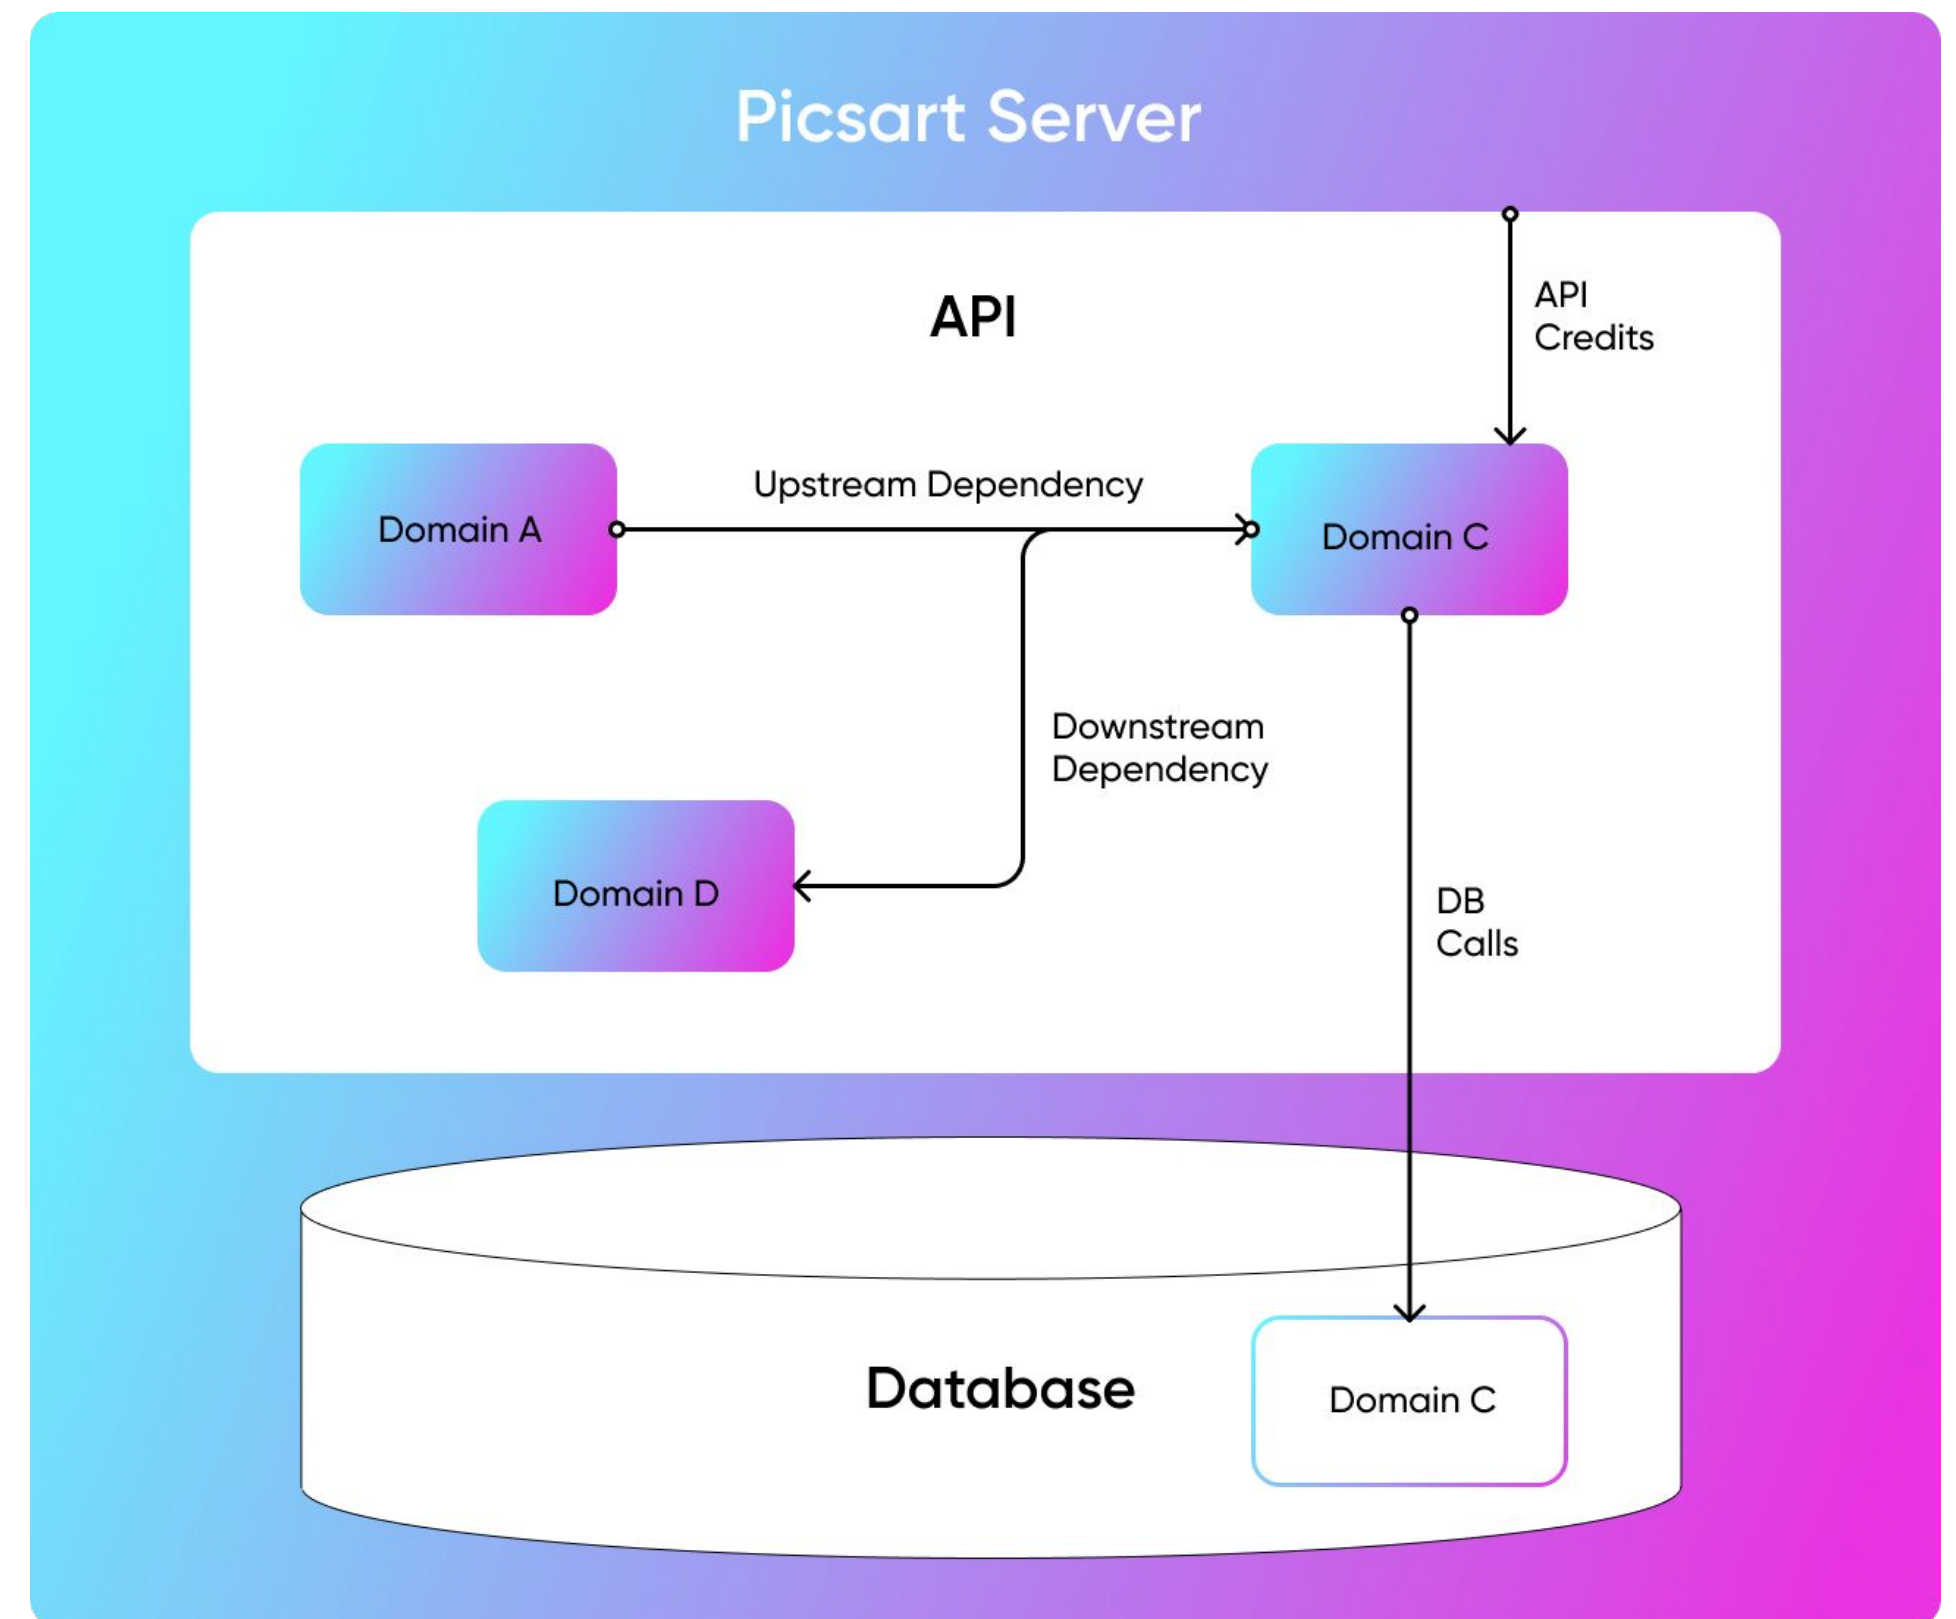 Picsart Server
API
API
Credits
Upstream Dependency
Domain A
Domain C
Downstream
Dependency
Domain D
DB
Calls
Database
Domain C